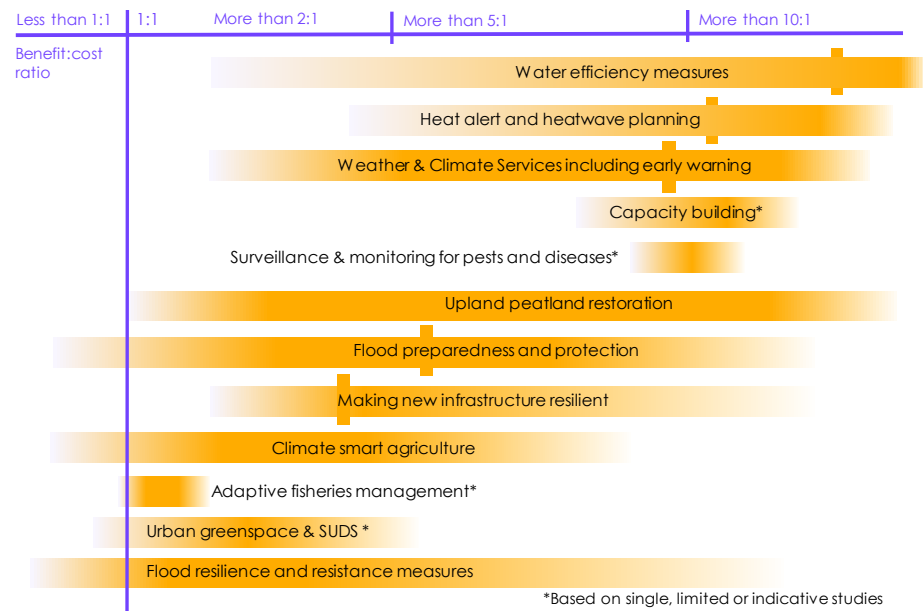 Less than 1:1
1:1
More than 2:1
More than 5:1
More than 10:1
Benefit:cost
ratio
Water efficiency measures
Heat alert and heatwave planning
Weather & Climate Services including early warning
Capacity building*
Surveillance & monitoring for pests and diseases*
Upland peatland restoration
Flood preparedness and protection
Making new infrastructure resilient
Climate smart agriculture
Adaptive fisheries management*
Urban greenspace & SUDS *
Flood resilience and resistance measures
*Based on single, limited or indicative studies